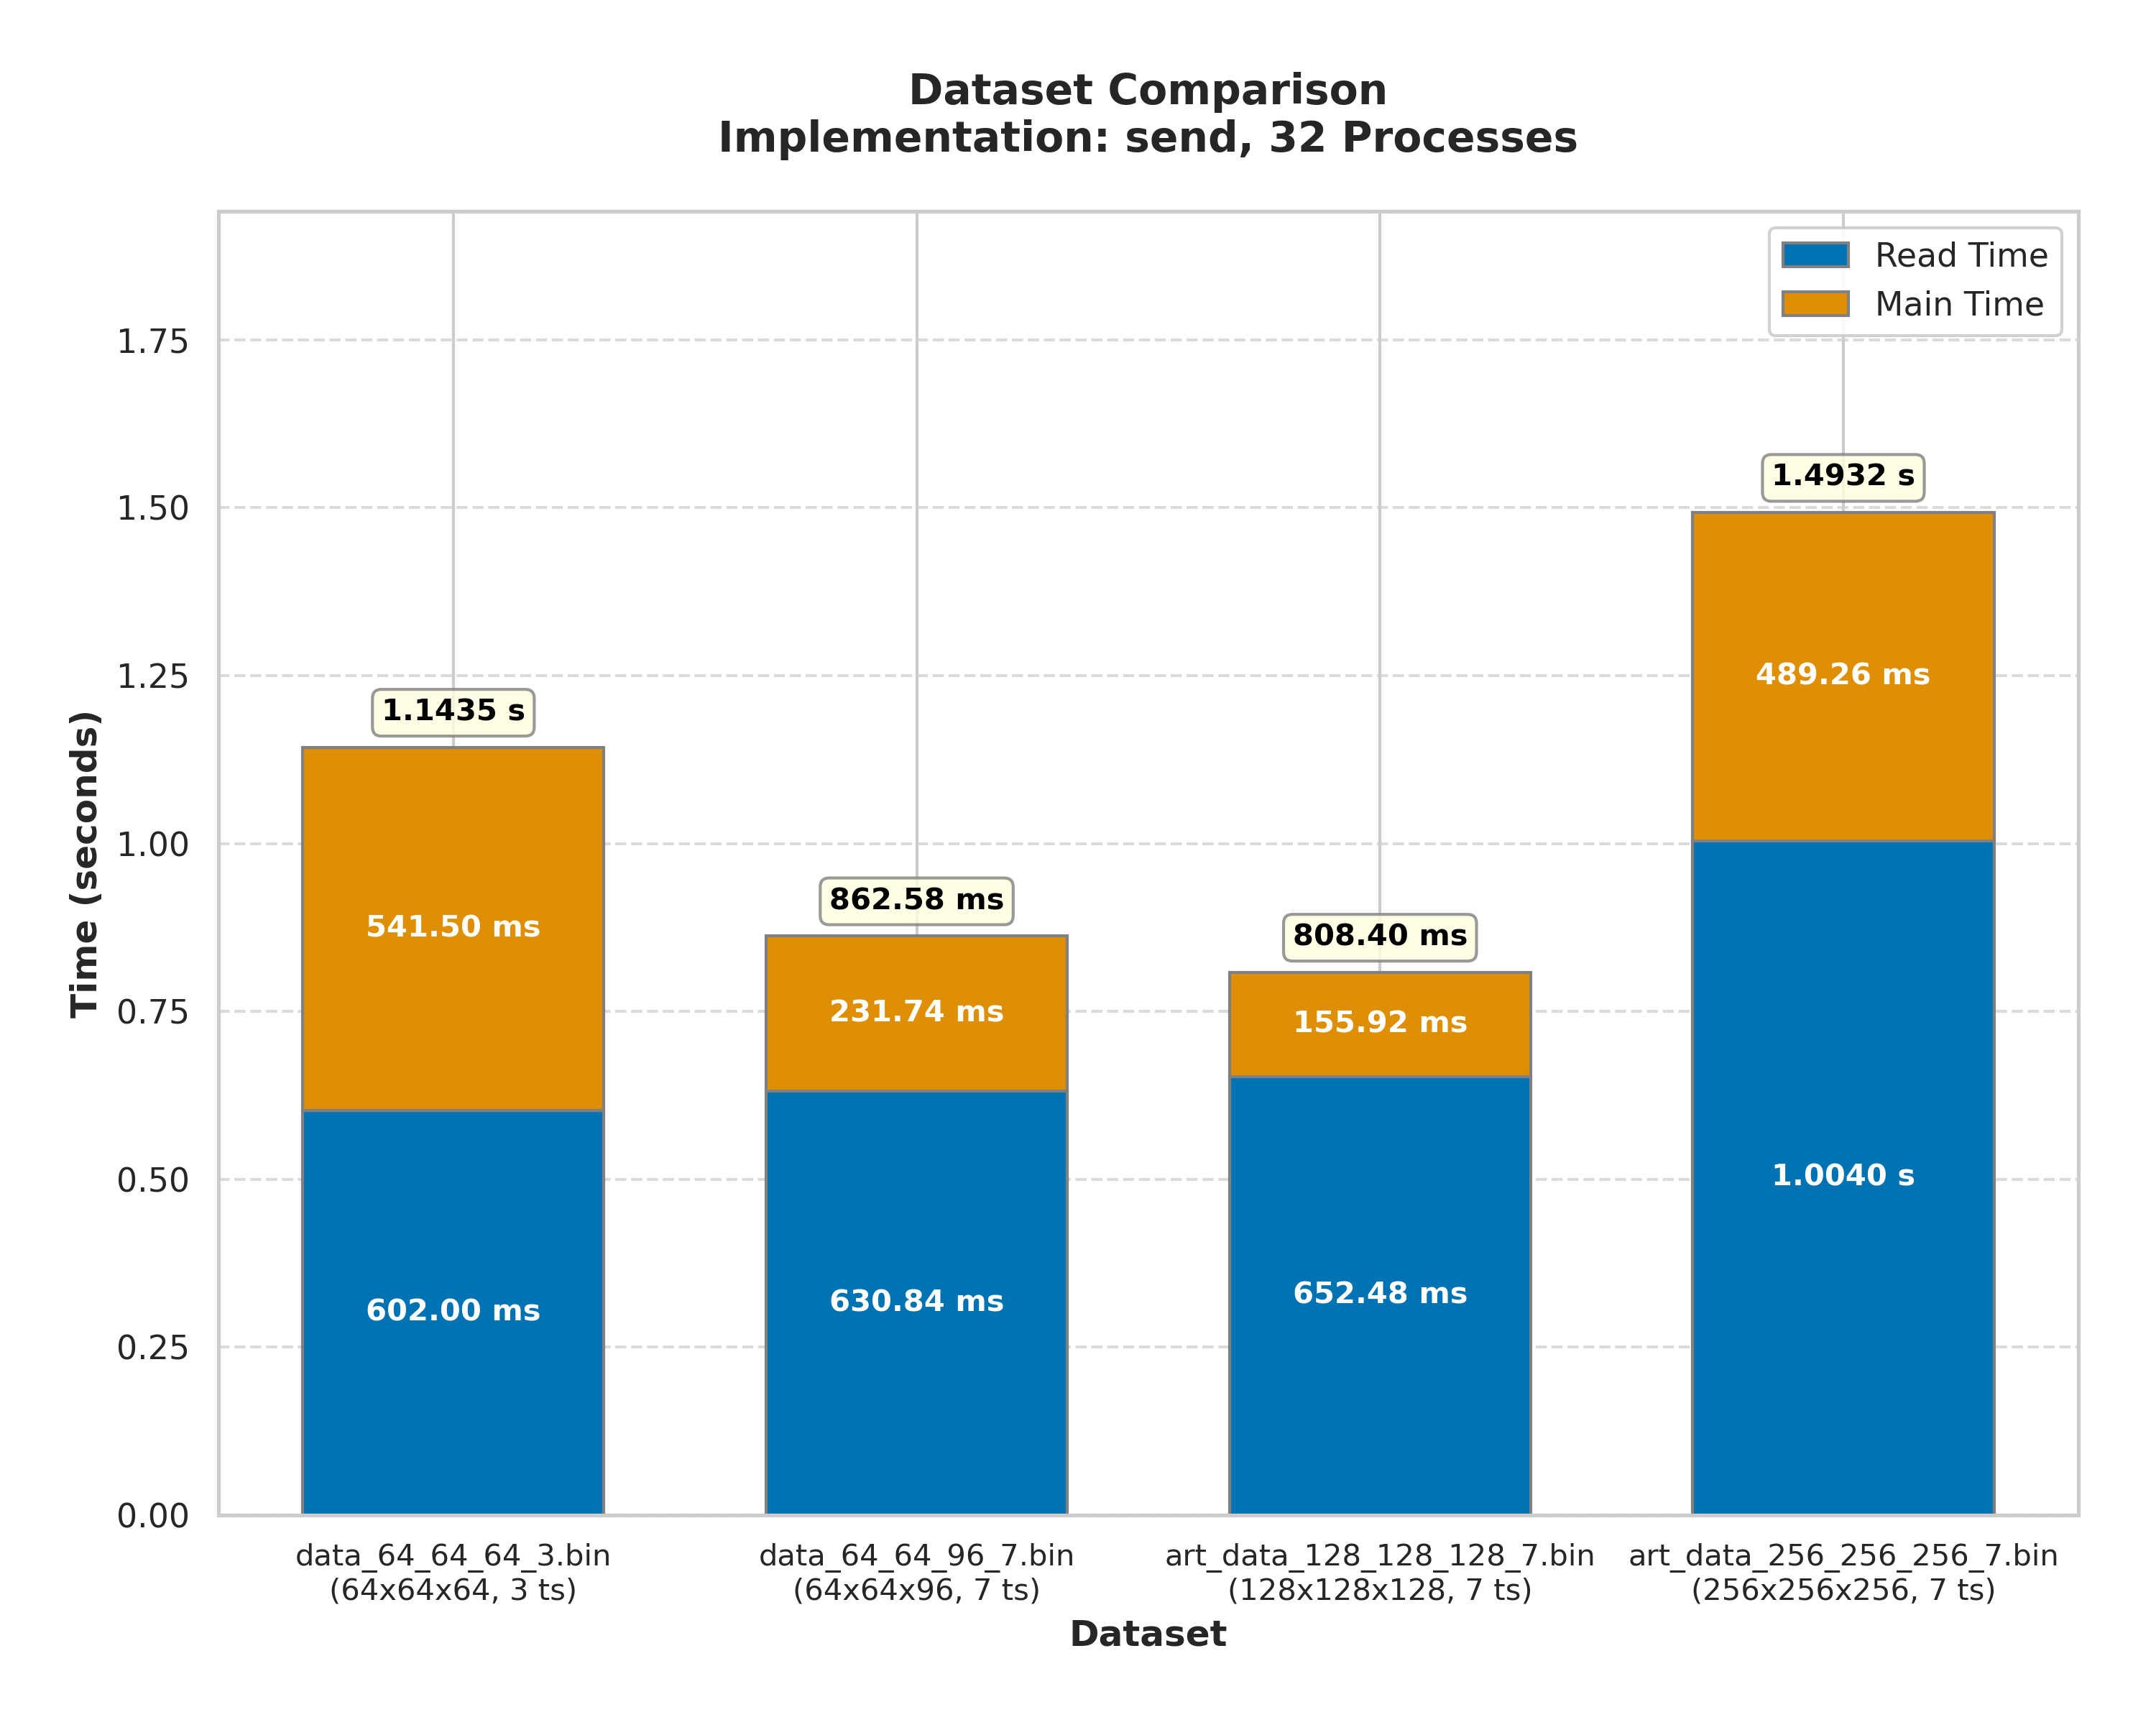 Dataset Comparison
Implementation: send, 32 Processes
Read Time
Main Time
Time (seconds)
1.75
1.50
1.25
1.00
0.75
0.50
0.25
0.00
1.1435 s
541.50 ms
602.00 ms
862.58 ms
231.74 ms
630.84 ms
808.40 ms
155.92 ms
652.48 ms
1.4932 s
489.26 ms
1.0040 s
data_64_64_64_3.bin
(64x64x64, 3 ts)
data_64_64_96_7.bin
(64x64x96, 7 ts)
art_data_128_128_128_7.bin
(128x128x128, 7 ts)
art_data_256_256_256_7.bin
(256x256x256, 7 ts)
Dataset